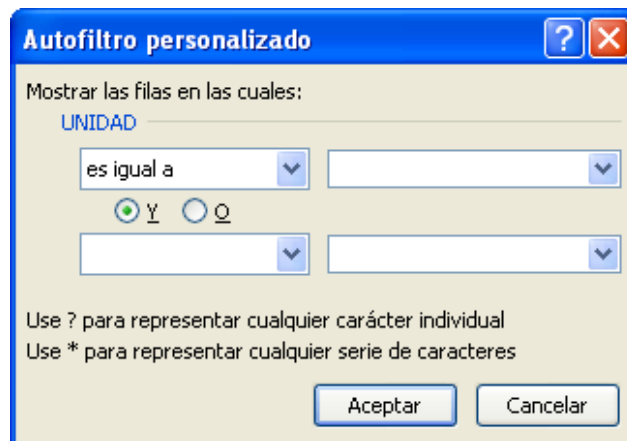 Autofiltro personalizado
Mostrar las filas en las cuales:
UNIDAD
es igual a
Y O
Use ? para representar cualquier carácter individual
Use * para representar cualquier serie de caracteres
Aceptar Cancelar